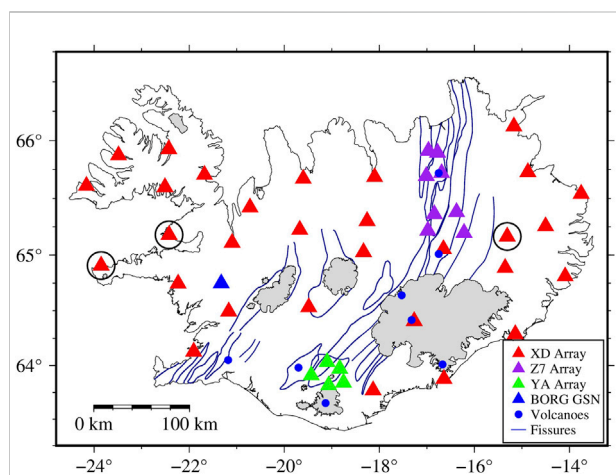 66°
65°
64°
0 km 100 km
XD Array
Z7 Array
YA Array
BORG GSN
Volcanoes
Fissures
−24° −22° −20° −18° −16° −14°